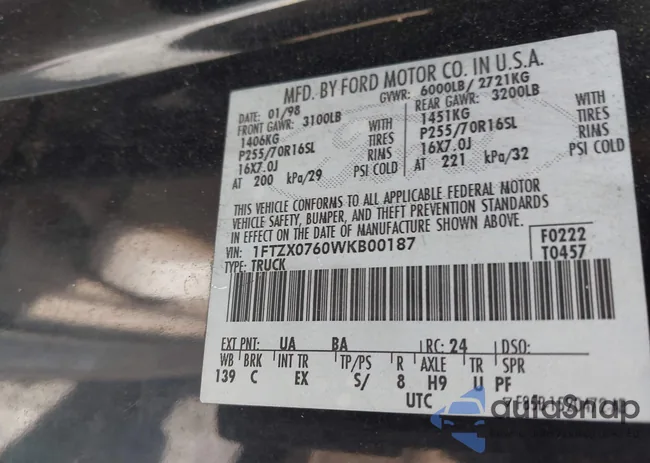 MFD. BY FORD MOTOR CO. IN U.S.A.
DATE: 01/98 GVWR: 6000LB/ 2721KG
FRONT GAWR: 3100LB REAR GAWR: 3200LB
1406KG WITH 1451KG WITH
P255/70R16SL TIRES P255/70R16SL TIRES
16X7.0J RIMS 16X7.0J RIMS
AT 200 kPa/29 PSI COLD AT 221 kPa/32 PSI COLD
THIS VEHICLE CONFORMS TO ALL APPLICABLE FEDERAL MOTOR
VEHICLE SAFETY, BUMPER, AND THEFT PREVENTION STANDARDS
IN EFFECT ON THE DATE OF MANUFACTURE SHOWN ABOVE.
VIN: 1FTZX0760WKB00187 F0222
TYPE: TRUCK T0457
EXT PNT: UA BA RC: 24 DSO:
WB BRK INT TR TP/PS R AXLE TR SPR
139 C EX S/ 8 H9 U PF
UTC
autoSnap